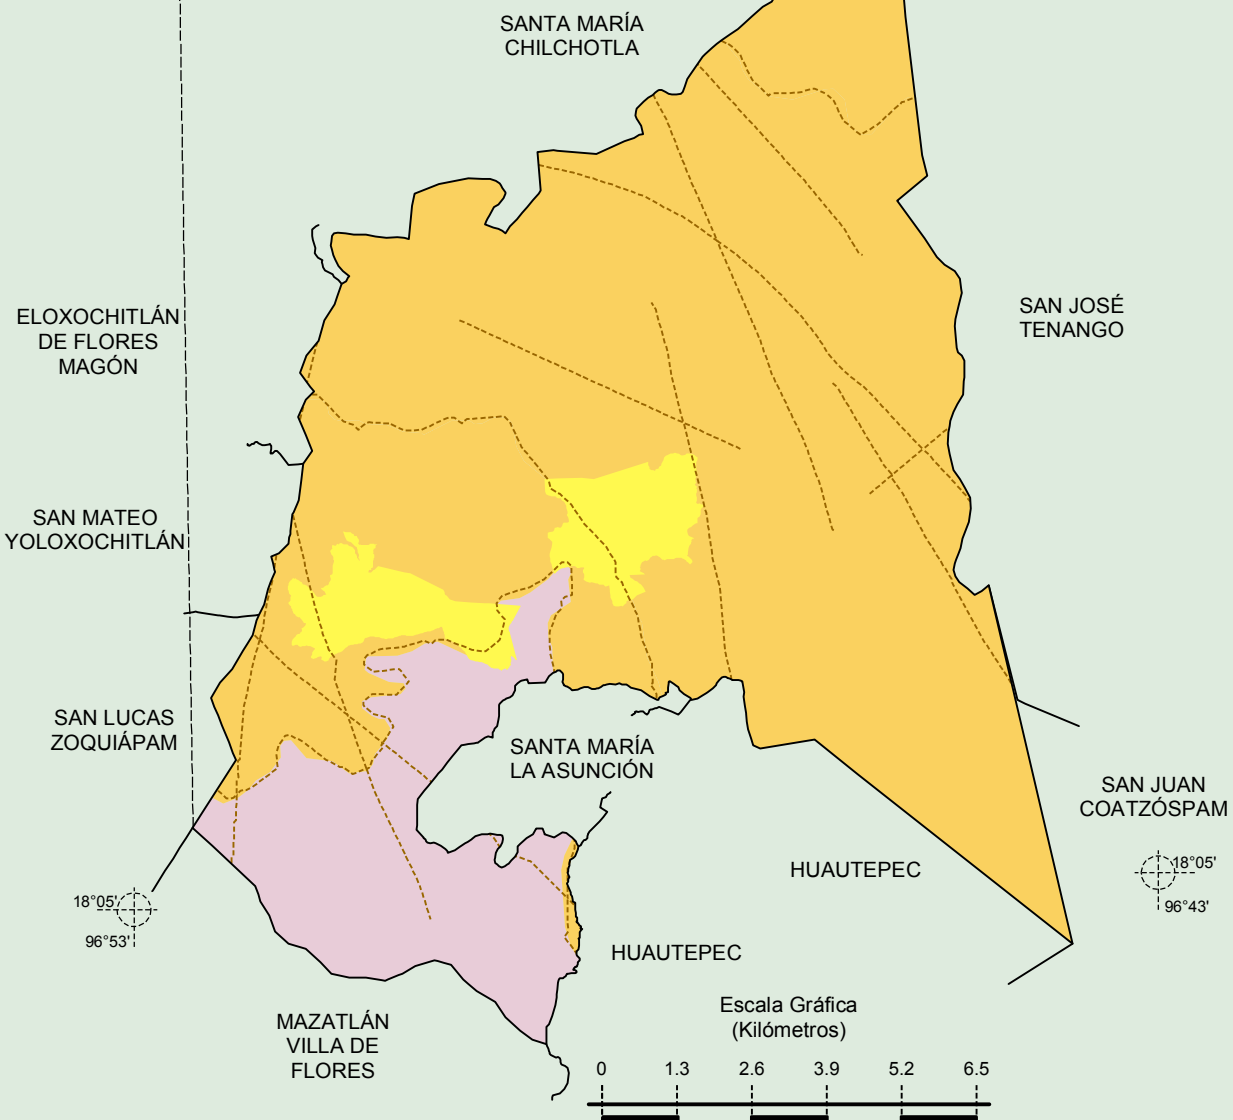 SANTA MARÍA
CHILCHOTLA
ELOXOCHITLÁN
DE FLORES
MAGÓN
SAN JOSÉ
TENANGO
SAN MATEO
YOLOXOCHITLÁN
SAN LUCAS
ZOQUIÁPAM
SANTA MARÍA
LA ASUNCIÓN
SAN JUAN
COATZÓSPAM
HUAUTEPEC
18°05'
96°43'
18°05'
96°53'
HUAUTEPEC
MAZATLÁN
VILLA DE
FLORES
Escala Gráfica
(Kilómetros)
0 1.3 2.6 3.9 5.2 6.5